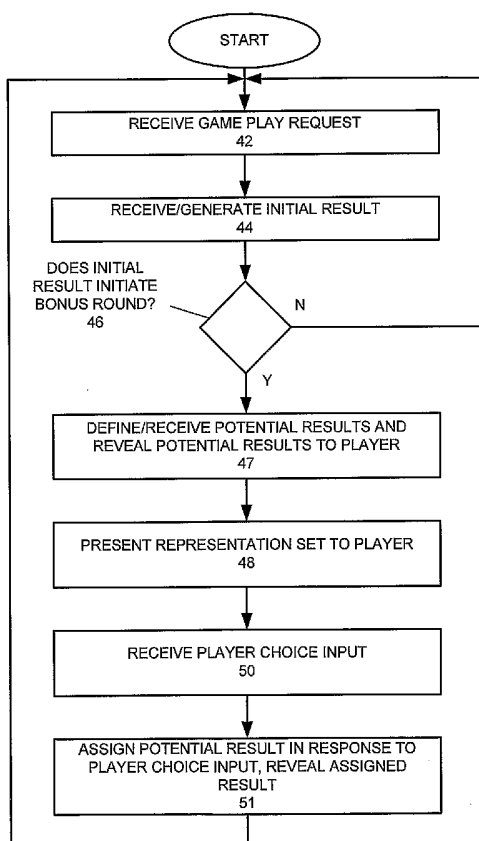 START
RECEIVE GAME PLAY REQUEST
42
RECEIVE/GENERATE INITIAL RESULT
44
DOES INITIAL
RESULT INITIATE
BONUS ROUND?
46
N
Y
DEFINE/RECEIVE POTENTIAL RESULTS AND
REVEAL POTENTIAL RESULTS TO PLAYER
47
PRESENT REPRESENTATION SET TO PLAYER
48
RECEIVE PLAYER CHOICE INPUT
50
ASSIGN POTENTIAL RESULT IN RESPONSE TO
PLAYER CHOICE INPUT, REVEAL ASSIGNED
RESULT
51